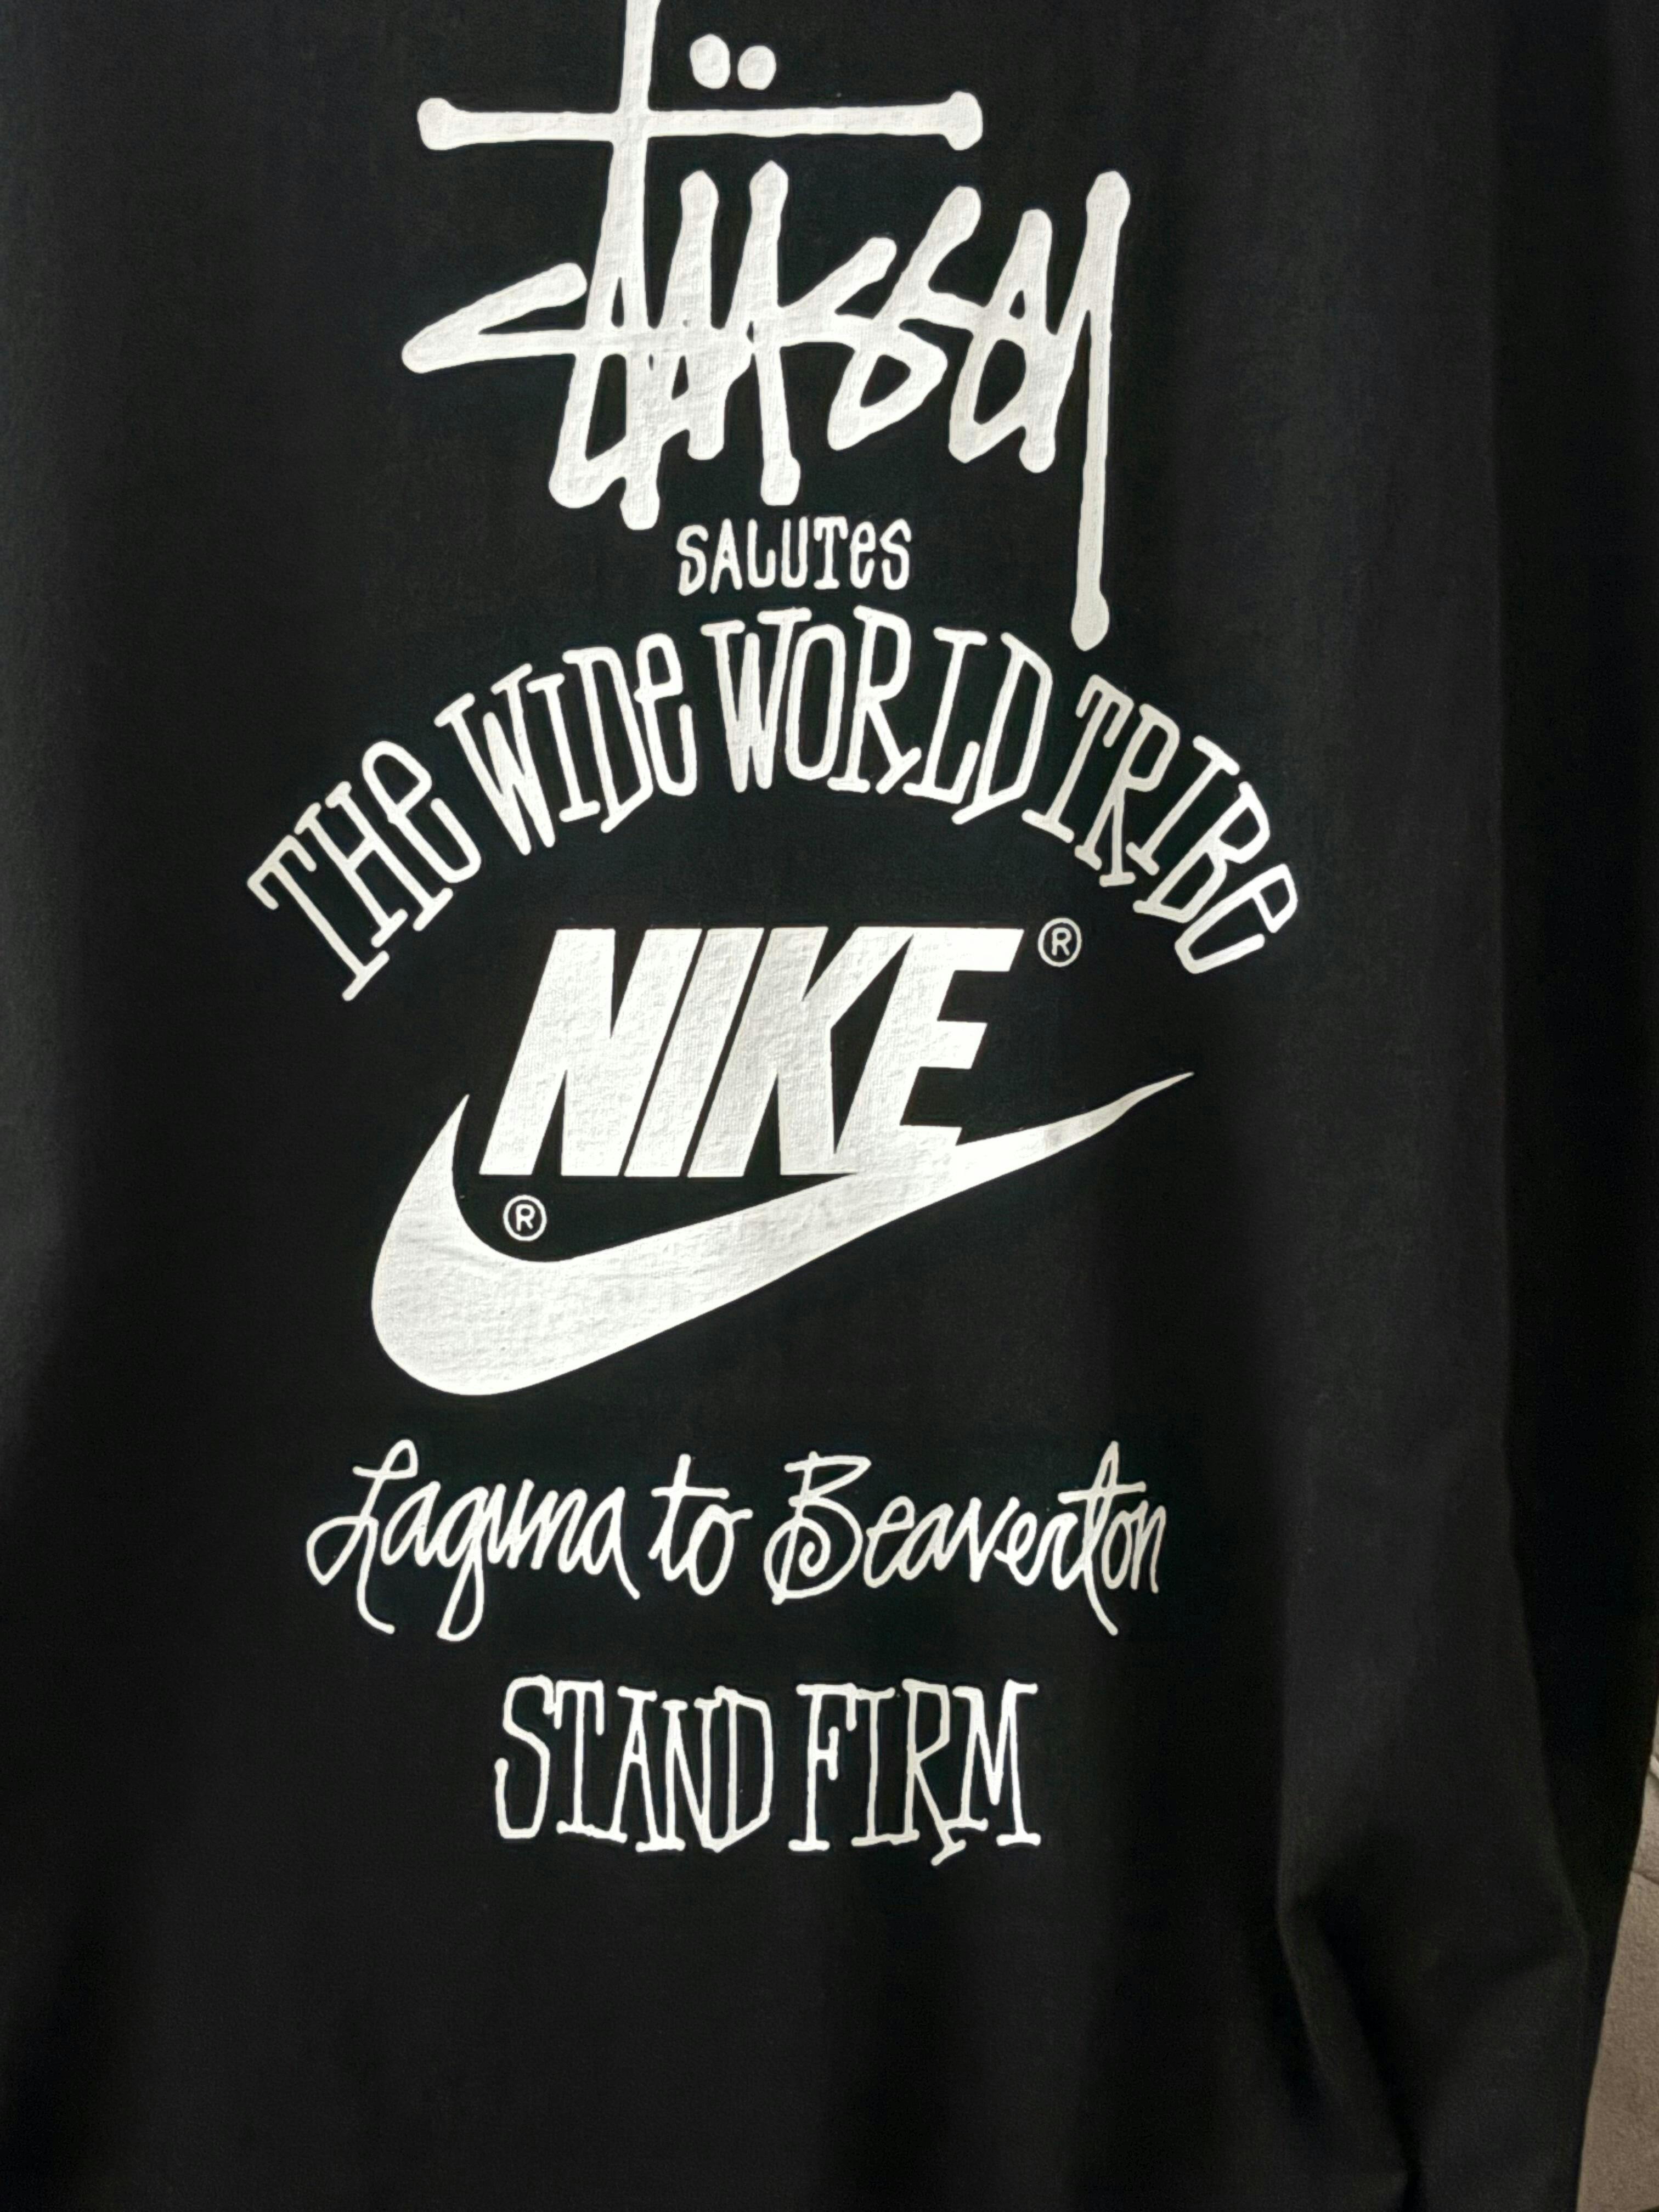 Stüssy
SALUTES
THE WIDE WORLD TRIBE
NIKE®
®
Laguna to Beaverton
STAND FIRM